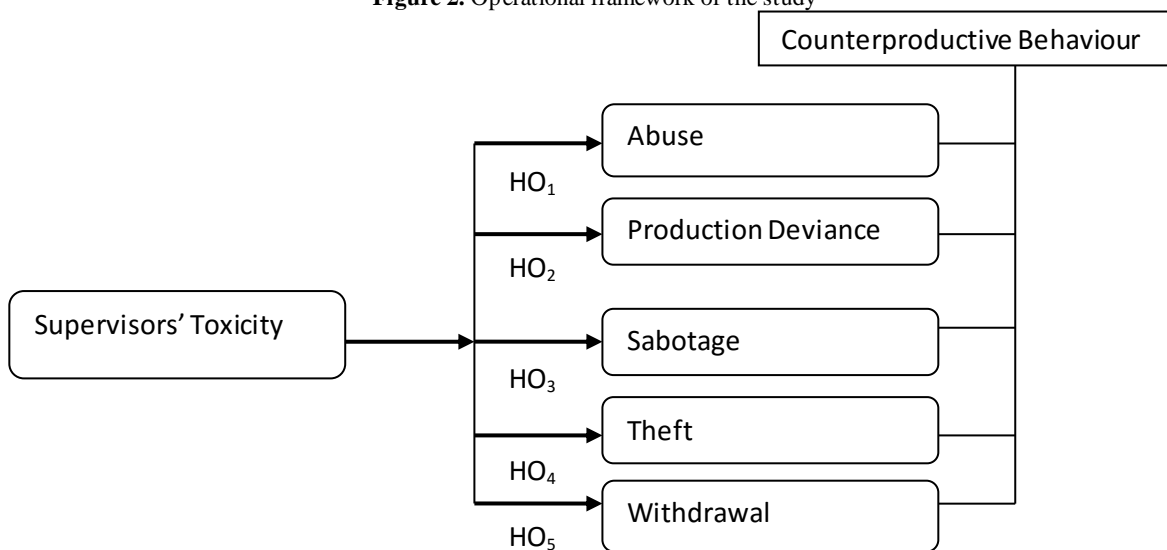 Figure 2. Operational framework of the study
Counterproductive Behaviour
Abuse
HO₁
Production Deviance
HO₂
Supervisors’ Toxicity
Sabotage
HO₃
Theft
HO₄
Withdrawal
HO₅